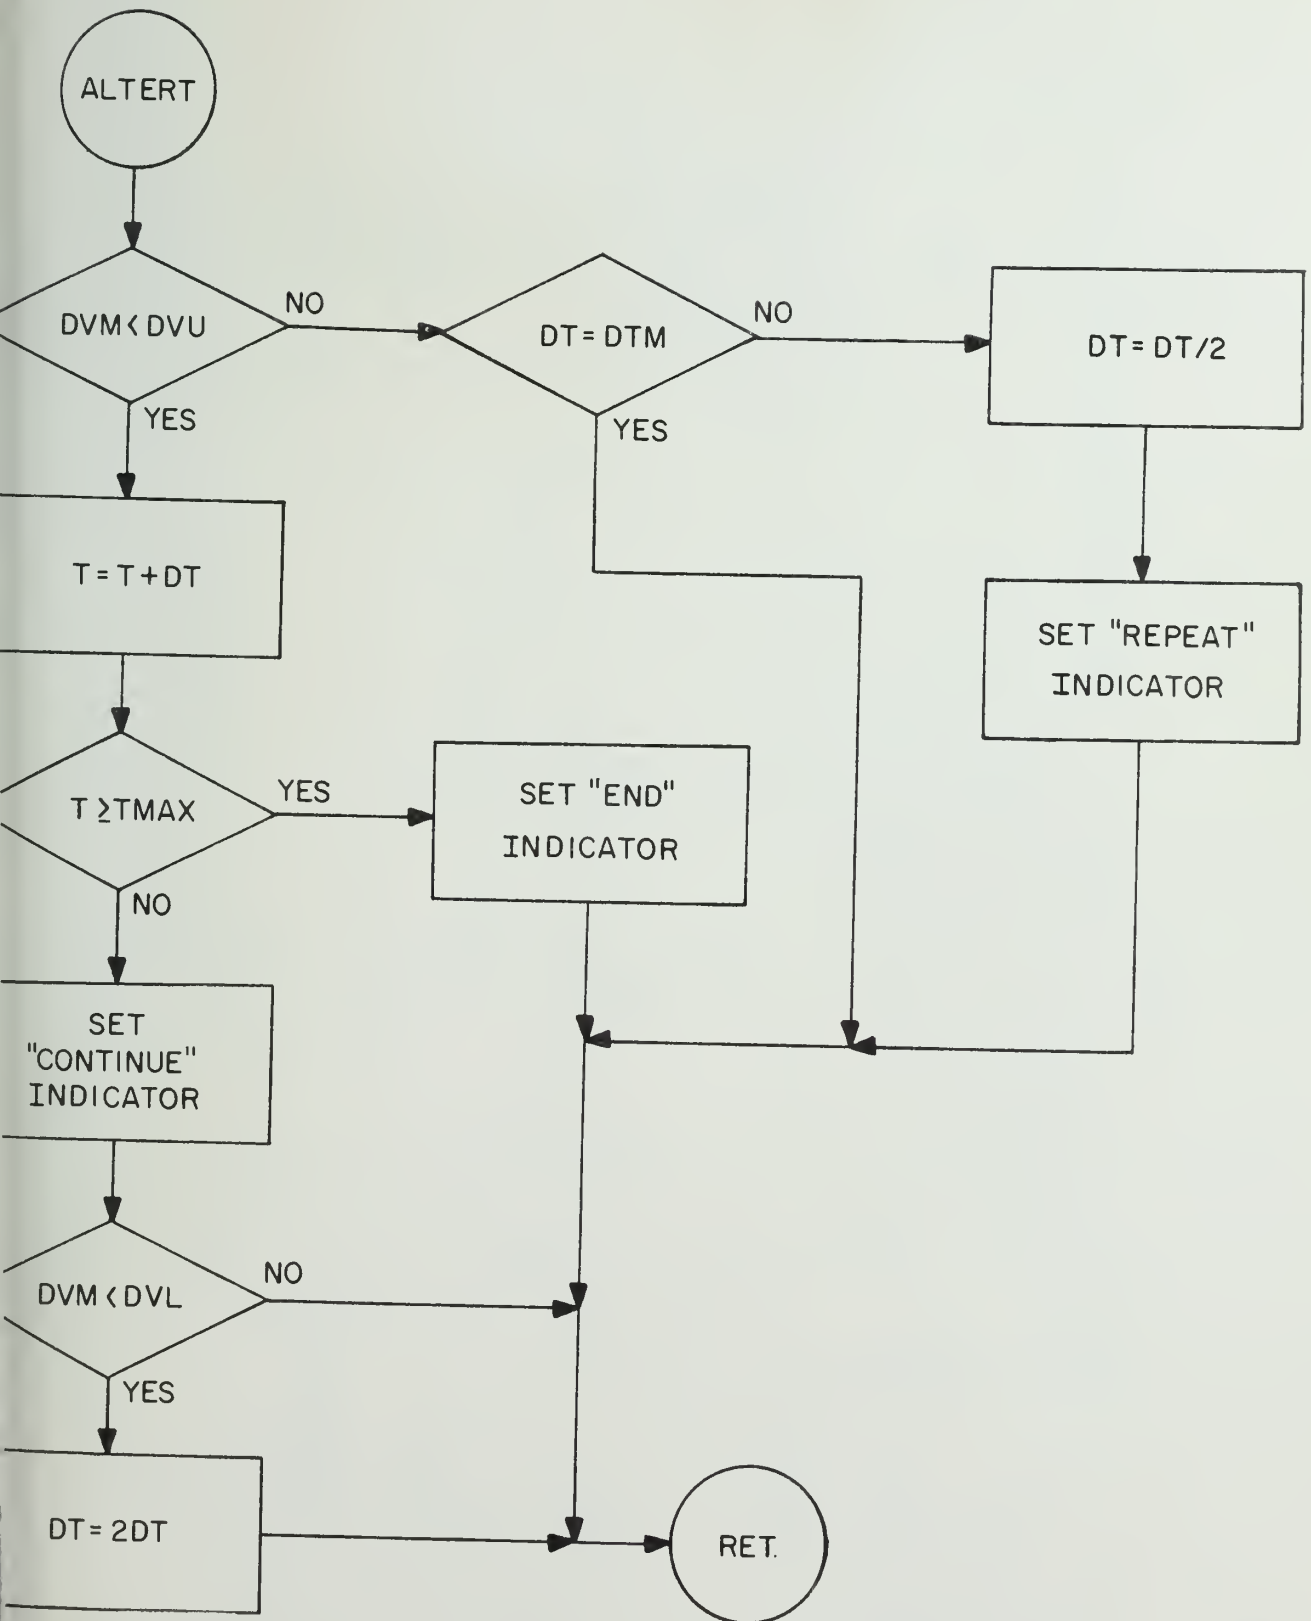 ALTERT
DVM < DVU
NO
YES
DT = DTM
NO
YES
DT = DT/2
T = T + DT
SET "REPEAT"
INDICATOR
T ≥ TMAX
YES
NO
SET "END"
INDICATOR
SET
"CONTINUE"
INDICATOR
DVM < DVL
NO
YES
DT = 2DT
RET.